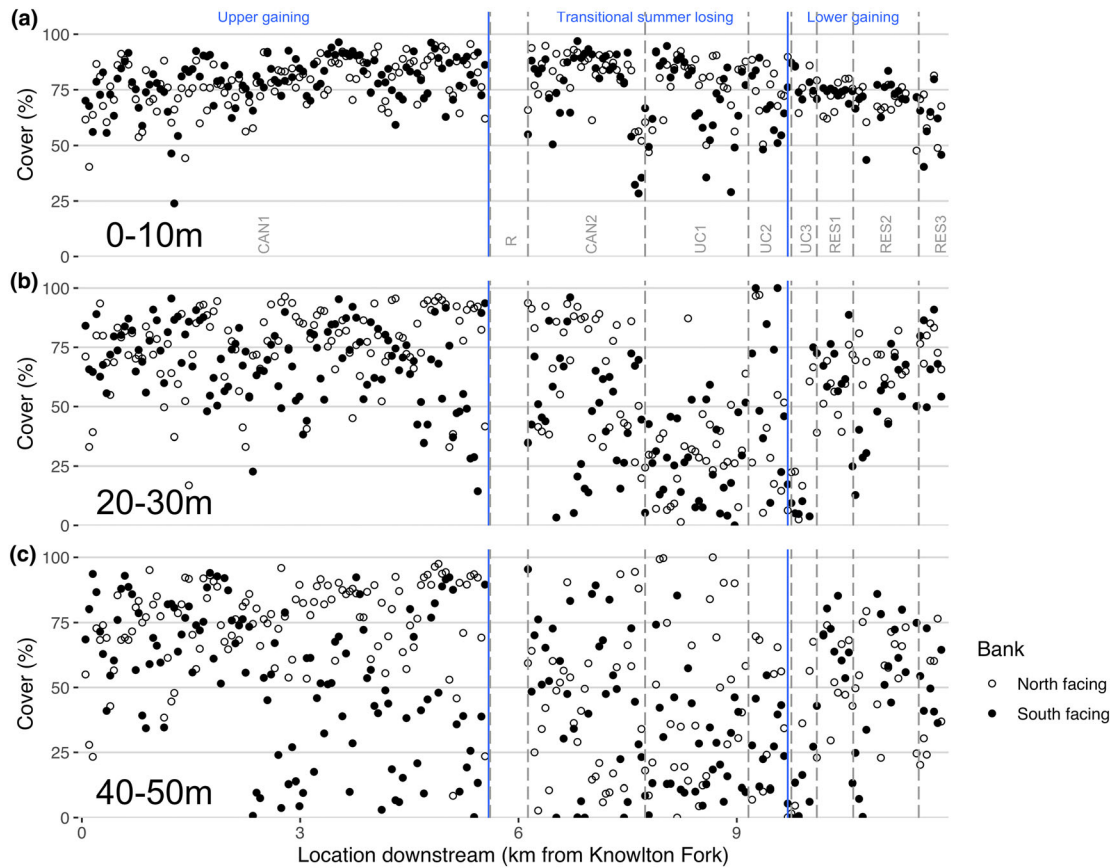 (a)
Upper gaining
Transitional summer losing
Lower gaining
100
75
50
25
0
Cover (%)
0-10m
CAN1
R
CAN2
UC1
UC2
UC3
RES1
RES2
RES3
(b)
100
75
50
25
0
Cover (%)
20-30m
(c)
100
75
50
25
0
Cover (%)
40-50m
Bank
North facing
South facing
0
3
6
9
Location downstream (km from Knowlton Fork)